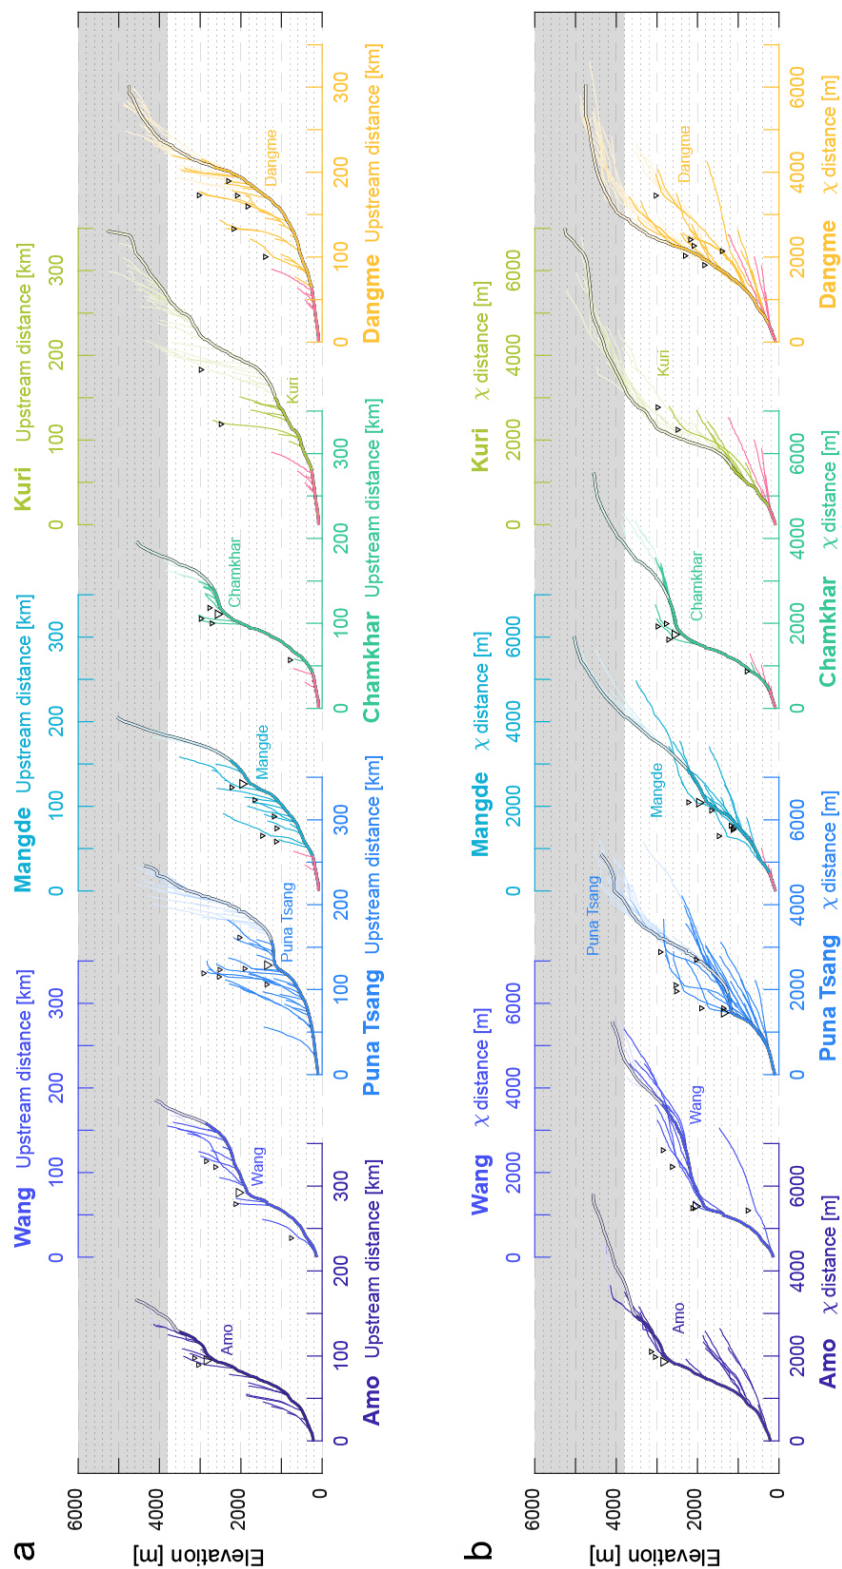 a
Wang Upstream distance [km]
0 100 200 300
Mangde Upstream distance [km]
0 100 200 300
Kuri Upstream distance [km]
0 100 200 300
Elevation [m]
6000
4000
2000
0
Amo
Wang
Puna Tsang
Mangde
Chamkhar
Kuri
Dangme
0 100 200 300
Amo Upstream distance [km]
0 100 200 300
Puna Tsang Upstream distance [km]
0 100 200 300
Chamkhar Upstream distance [km]
0 100 200 300
Dangme Upstream distance [km]
b
Wang χ distance [m]
0 2000 4000 6000
Mangde χ distance [m]
0 2000 4000 6000
Kuri χ distance [m]
0 2000 4000 6000
Elevation [m]
6000
4000
2000
0
Amo
Wang
Puna Tsang
Mangde
Chamkhar
Kuri
Dangme
0 2000 4000 6000
Amo χ distance [m]
0 2000 4000 6000
Puna Tsang χ distance [m]
0 2000 4000 6000
Chamkhar χ distance [m]
0 2000 4000 6000
Dangme χ distance [m]